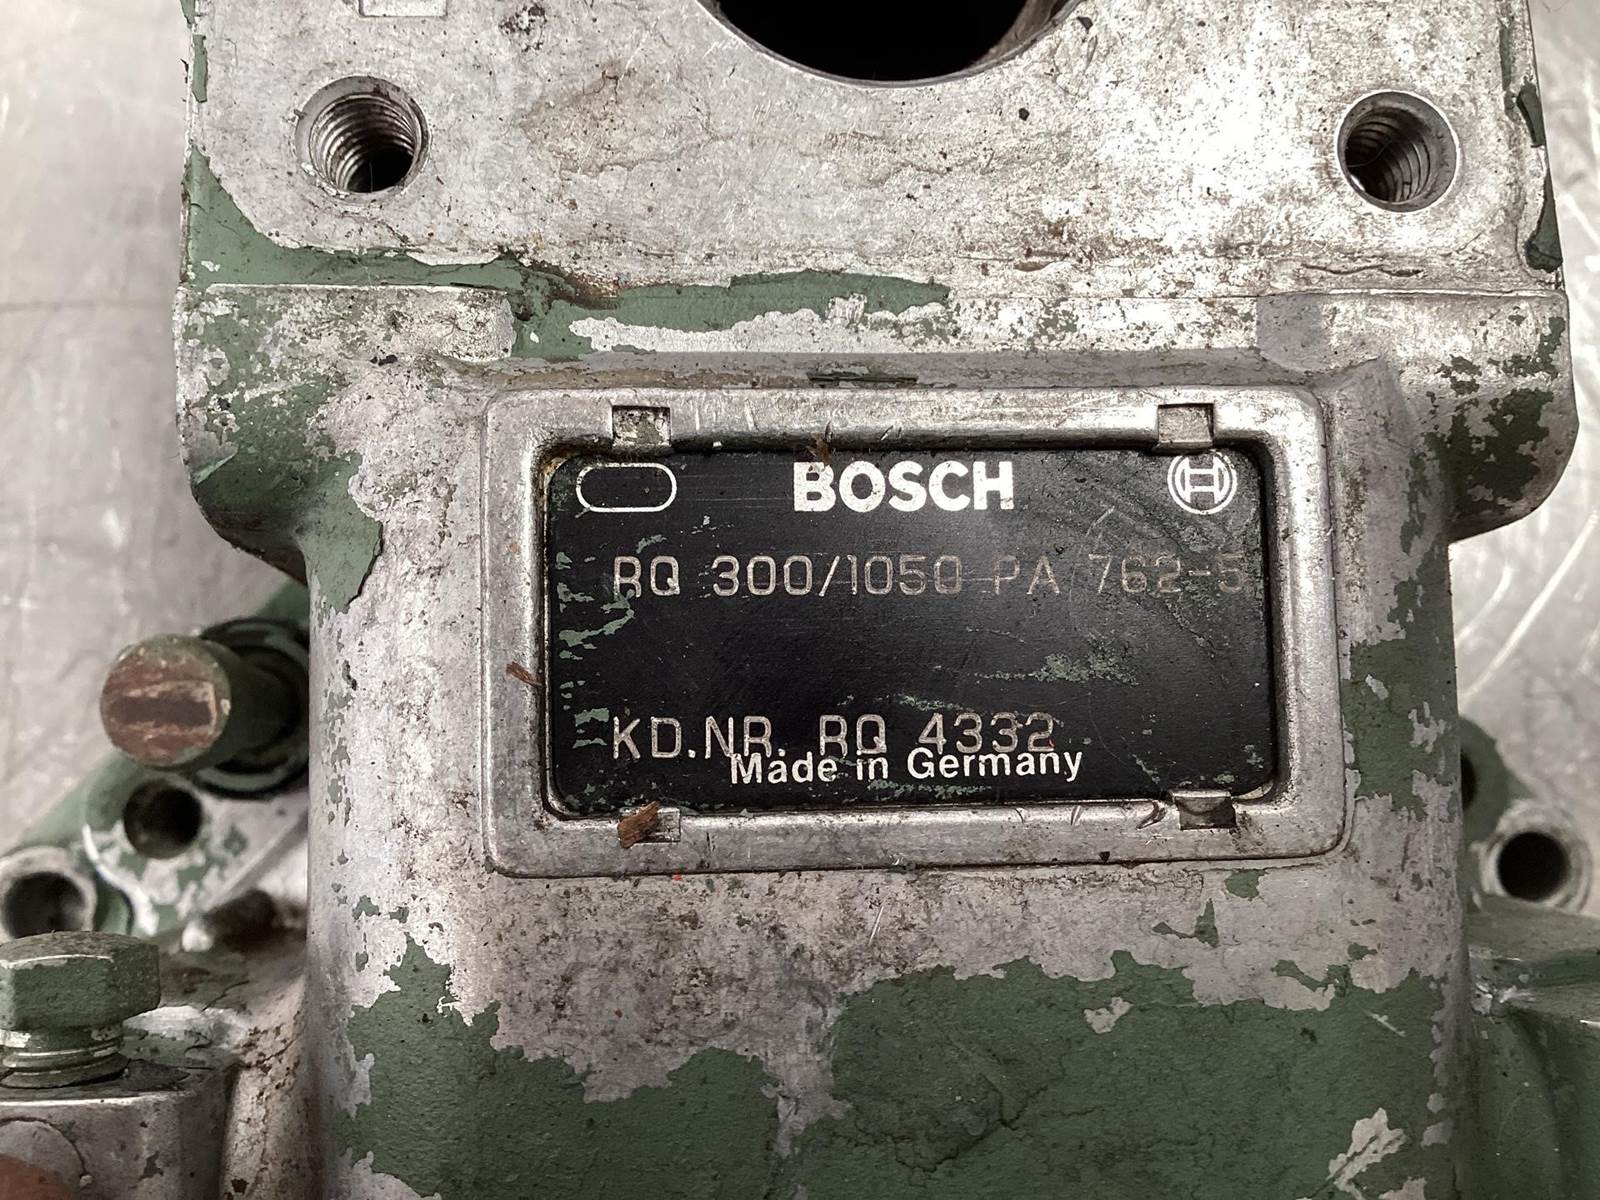 BOSCH
RQ 300/1050 PA 762-5
KD.NR. RQ 4332
Made in Germany